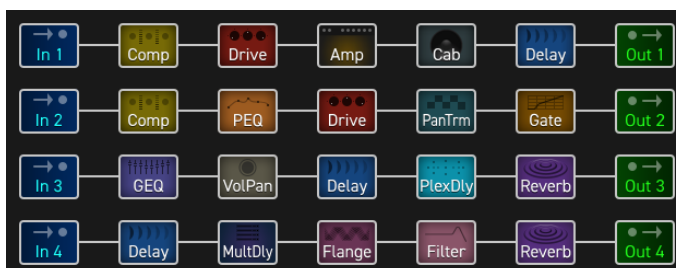 In 1 Comp Drive Amp Cab Delay Out 1
In 2 Comp PEQ Drive PanTrm Gate Out 2
In 3 GEQ VolPan Delay PlexDly Reverb Out 3
In 4 Delay MultDly Flange Filter Reverb Out 4